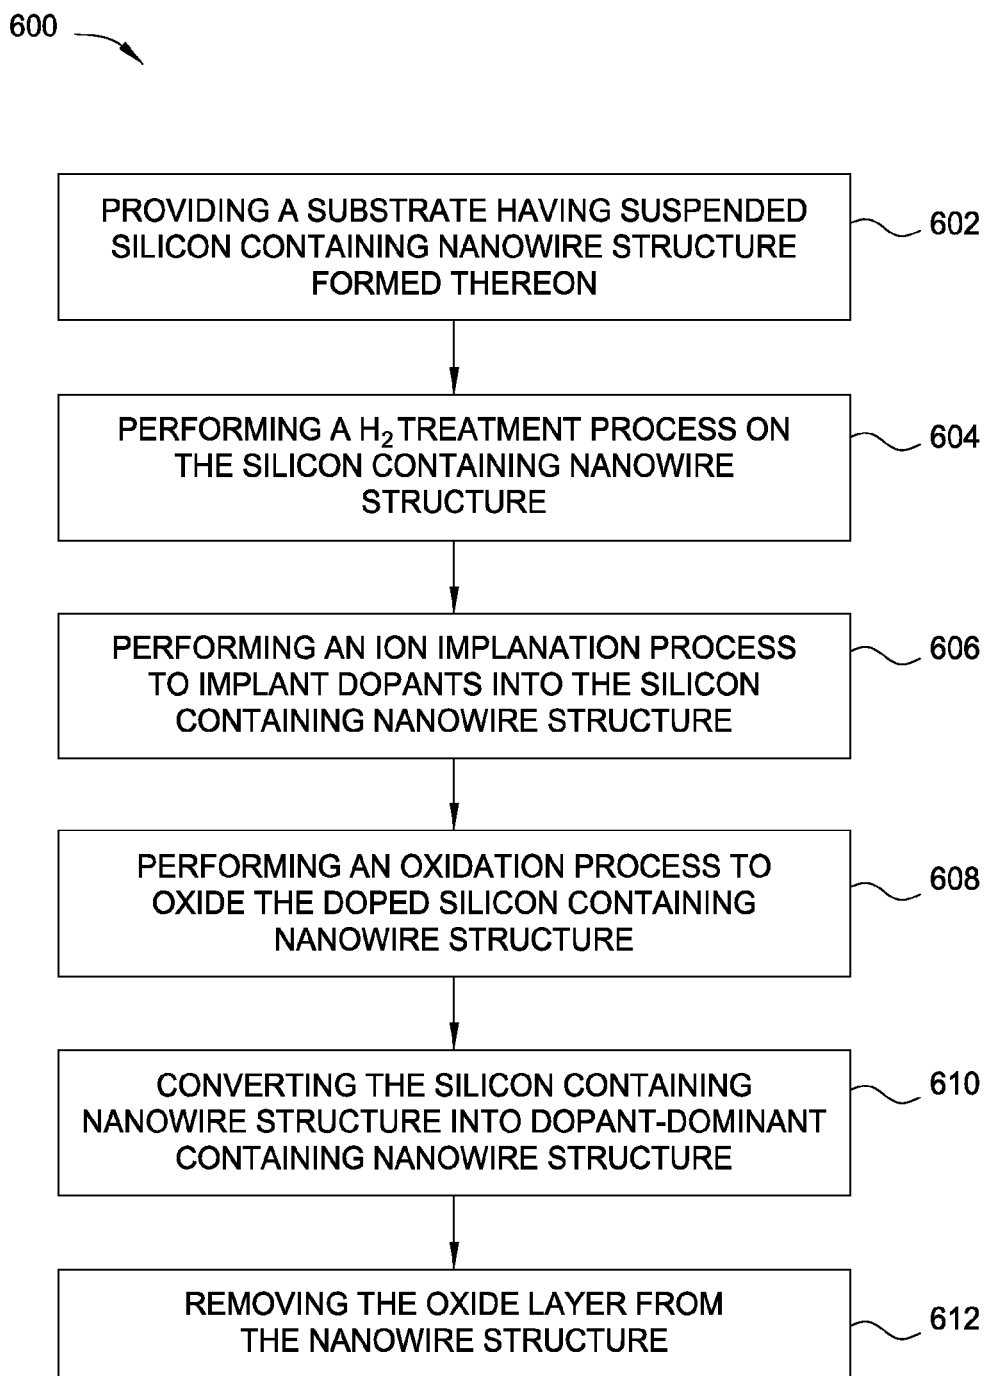 600
PROVIDING A SUBSTRATE HAVING SUSPENDED
SILICON CONTAINING NANOWIRE STRUCTURE
FORMED THEREON
602
PERFORMING A H₂ TREATMENT PROCESS ON
THE SILICON CONTAINING NANOWIRE
STRUCTURE
604
PERFORMING AN ION IMPLANATION PROCESS
TO IMPLANT DOPANTS INTO THE SILICON
CONTAINING NANOWIRE STRUCTURE
606
PERFORMING AN OXIDATION PROCESS TO
OXIDE THE DOPED SILICON CONTAINING
NANOWIRE STRUCTURE
608
CONVERTING THE SILICON CONTAINING
NANOWIRE STRUCTURE INTO DOPANT-DOMINANT
CONTAINING NANOWIRE STRUCTURE
610
REMOVING THE OXIDE LAYER FROM
THE NANOWIRE STRUCTURE
612